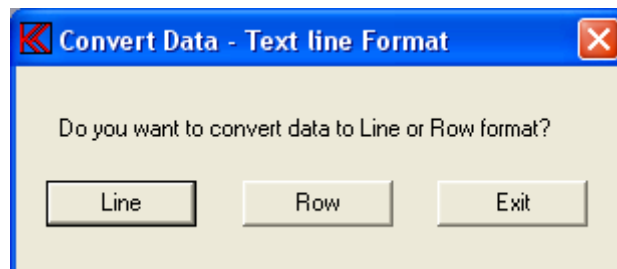 Convert Data - Text line Format
Do you want to convert data to Line or Row format?
Line Row Exit